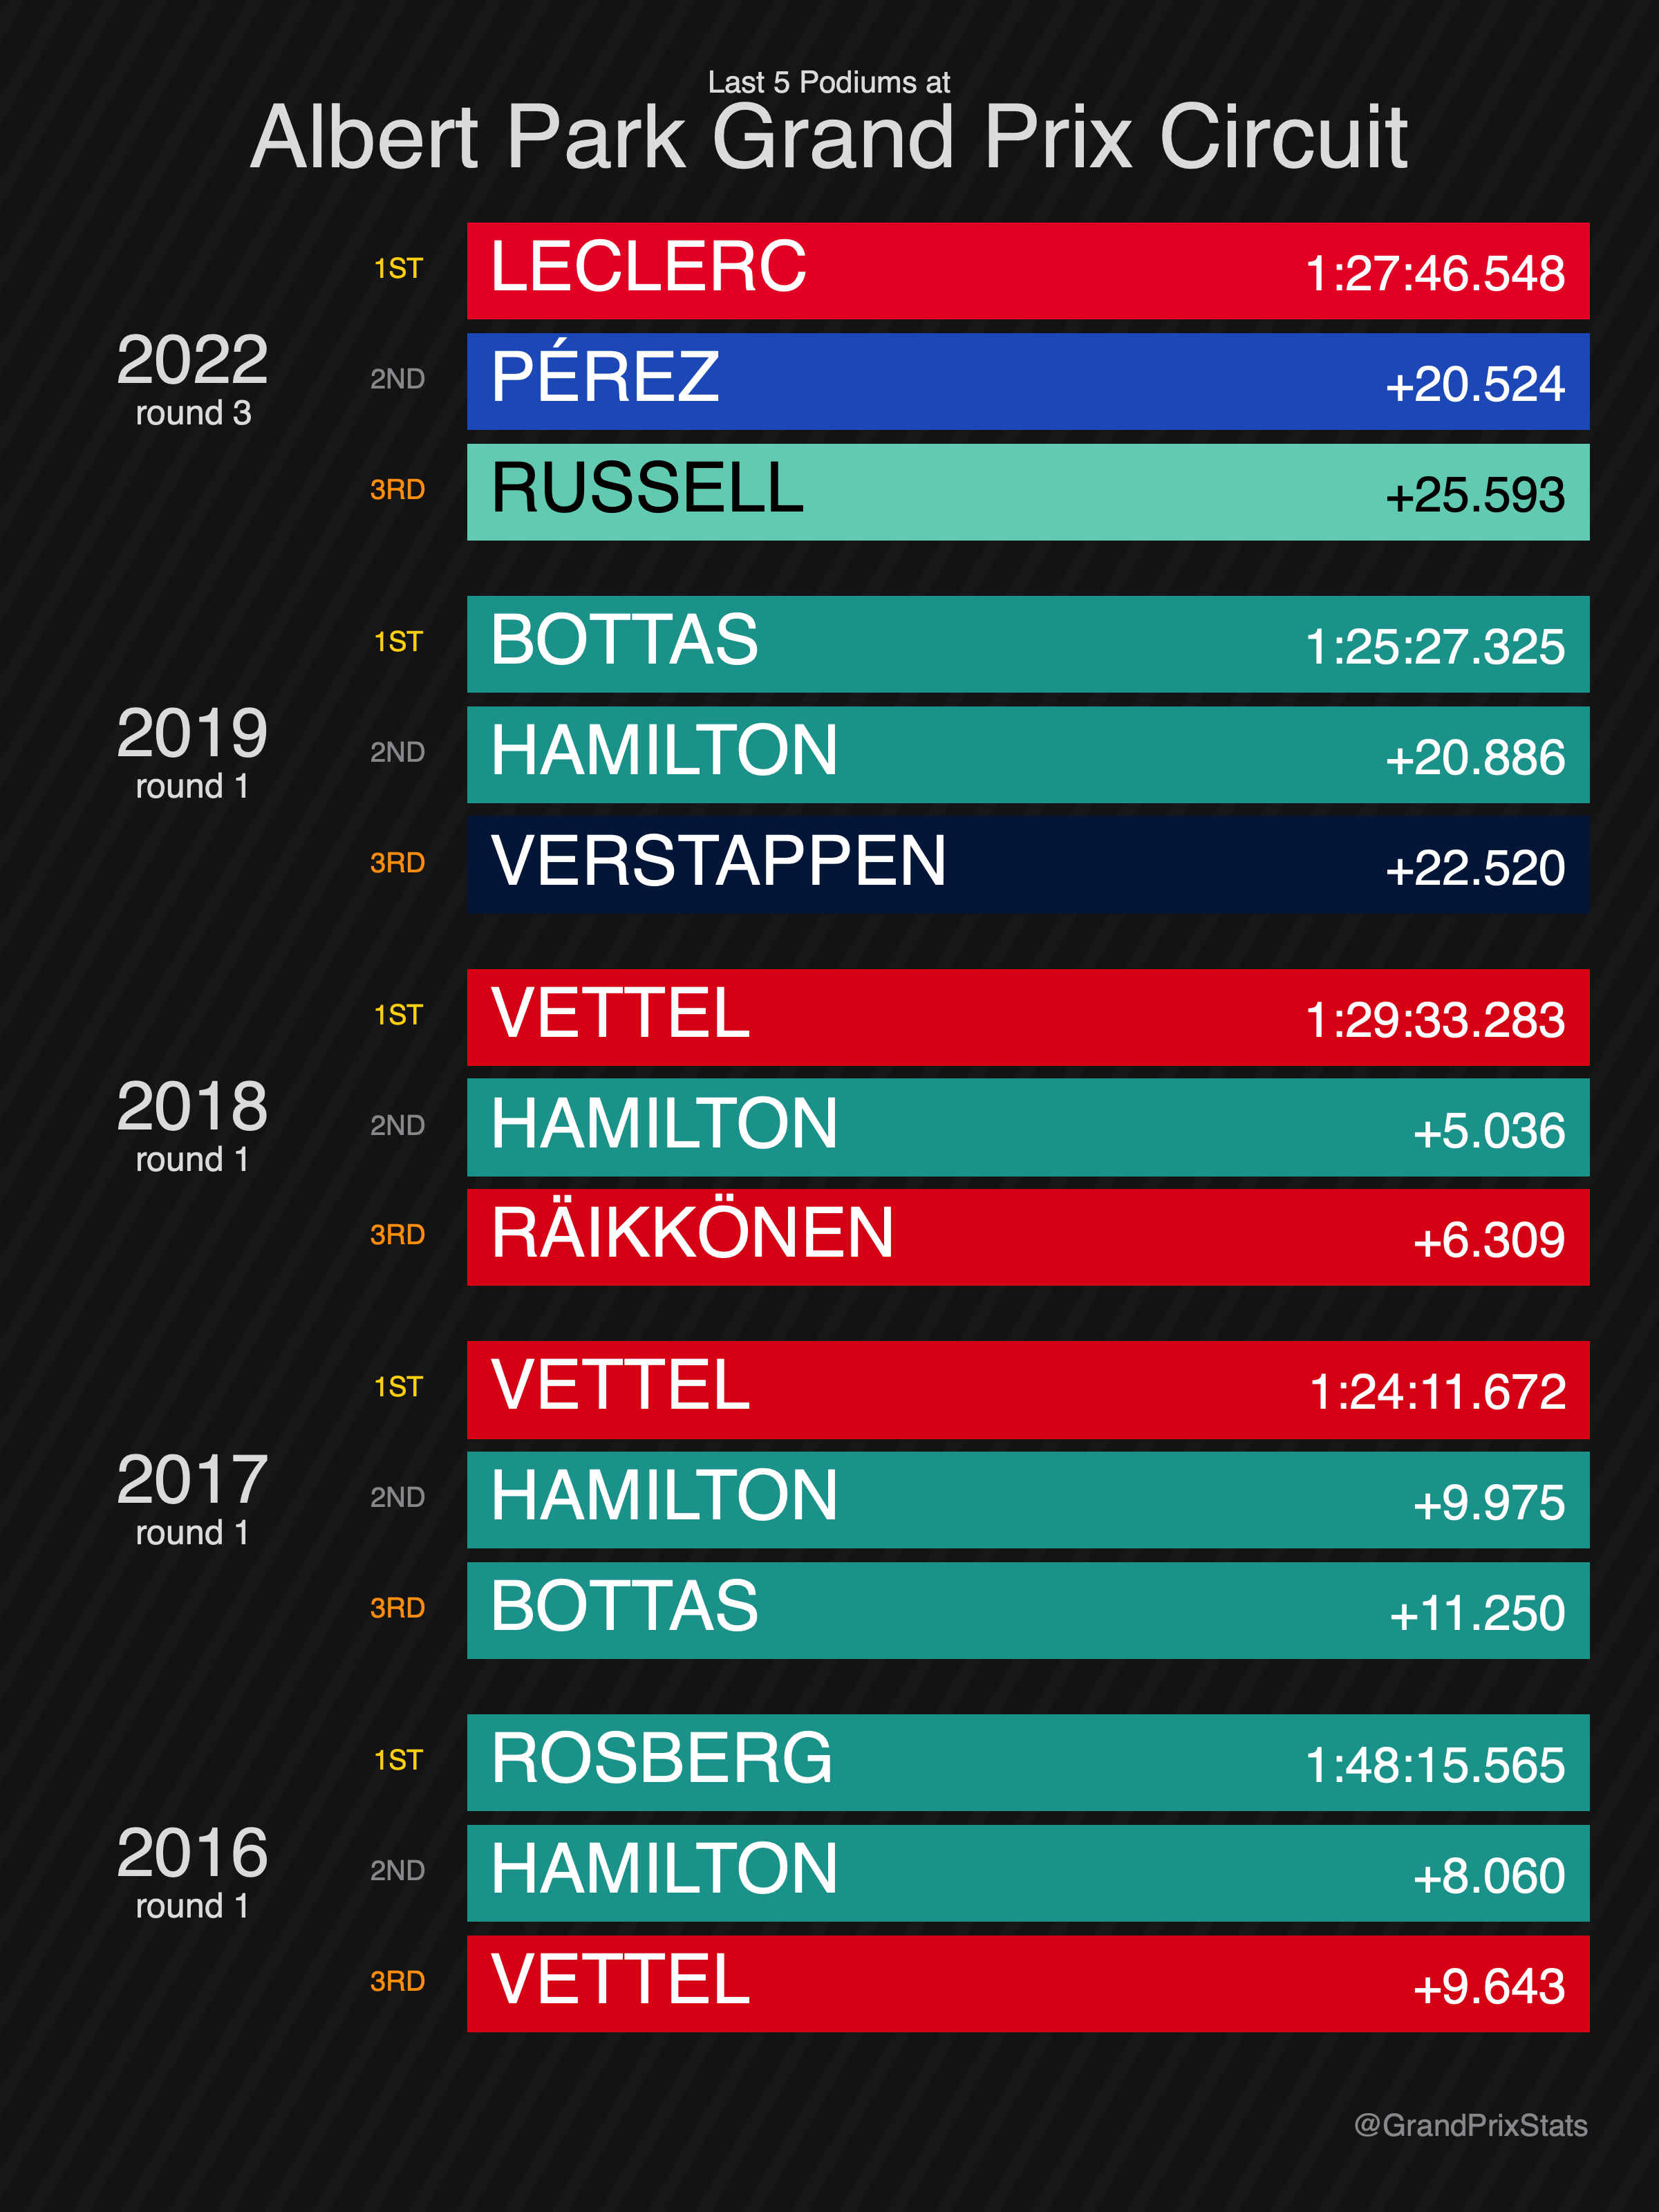 Last 5 Podiums at
Albert Park Grand Prix Circuit
2022
round 3
1ST LECLERC 1:27:46.548
2ND PÉREZ +20.524
3RD RUSSELL +25.593
2019
round 1
1ST BOTTAS 1:25:27.325
2ND HAMILTON +20.886
3RD VERSTAPPEN +22.520
2018
round 1
1ST VETTEL 1:29:33.283
2ND HAMILTON +5.036
3RD RÄIKKÖNEN +6.309
2017
round 1
1ST VETTEL 1:24:11.672
2ND HAMILTON +9.975
3RD BOTTAS +11.250
2016
round 1
1ST ROSBERG 1:48:15.565
2ND HAMILTON +8.060
3RD VETTEL +9.643
@GrandPrixStats